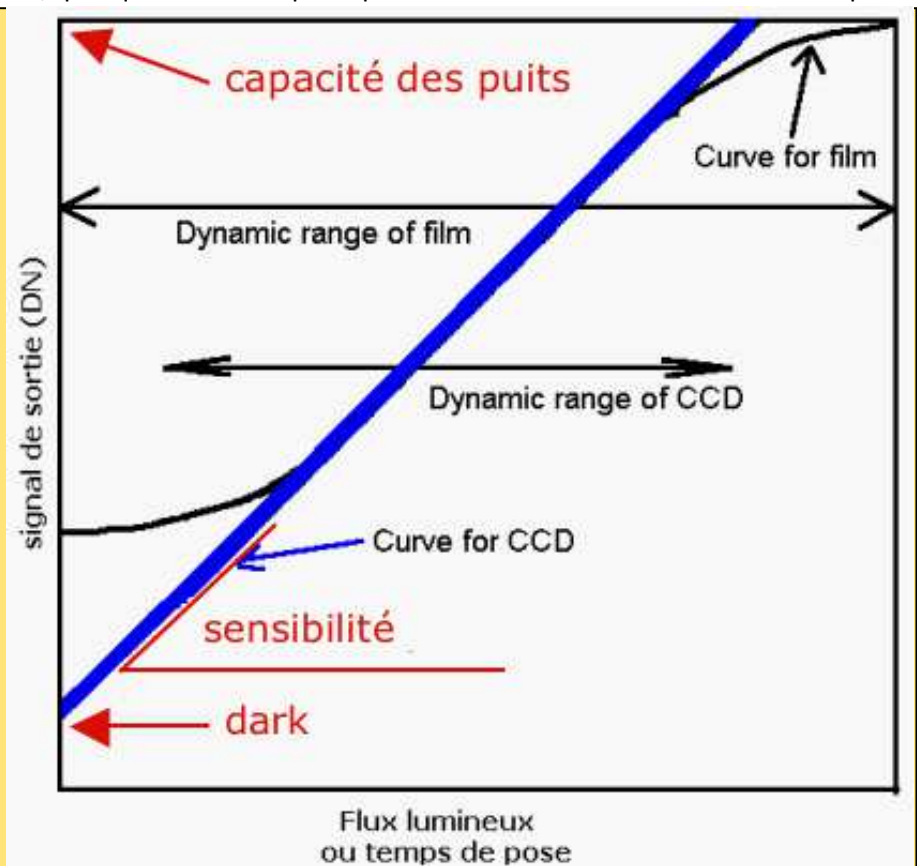 capacité des puits
Curve for film
Dynamic range of film
Dynamic range of CCD
signal de sortie (DN)
Curve for CCD
sensibilité
dark
Flux lumineux
ou temps de pose